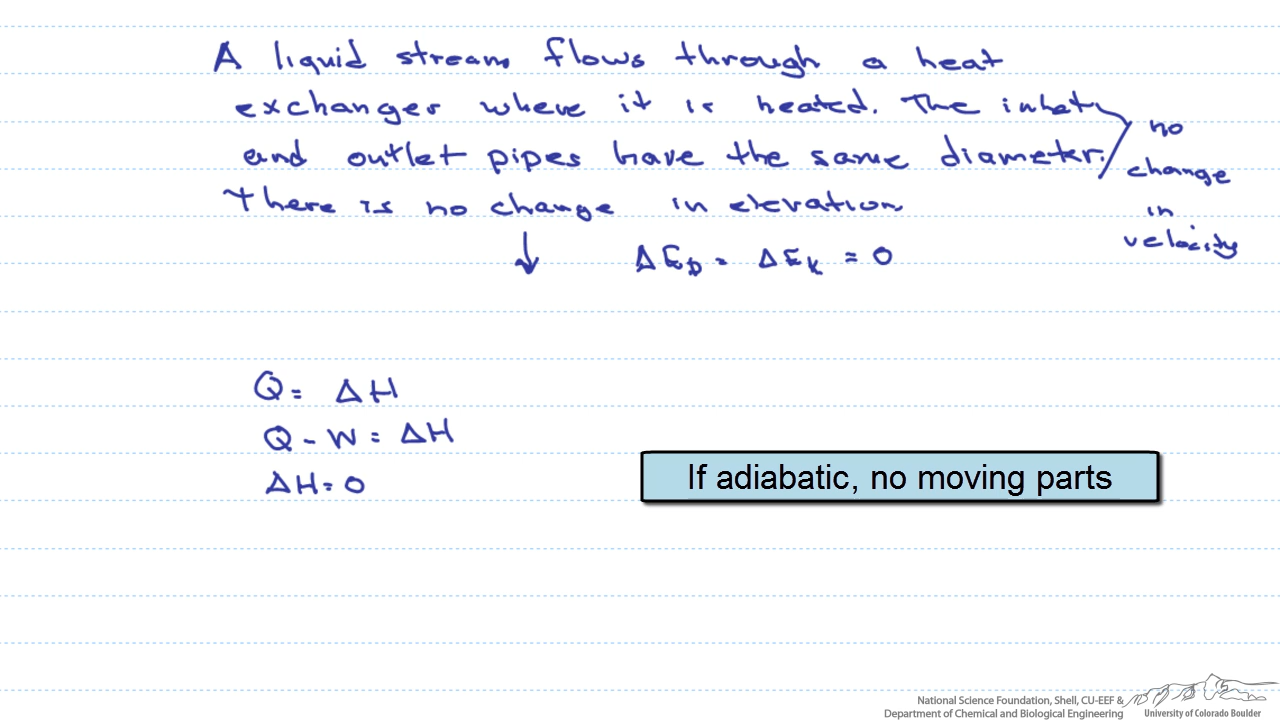 A liquid stream flows through a heat
exchanger where it is heated. The inlet
and outlet pipes have the same diameter.
There is no change in elevation
no
change
in
velocity
↓ ΔEp = ΔEk = 0
Q = ΔH
Q - W = ΔH
ΔH = 0
If adiabatic, no moving parts
National Science Foundation, Shell, CU-EEF &
Department of Chemical and Biological Engineering
University of Colorado Boulder